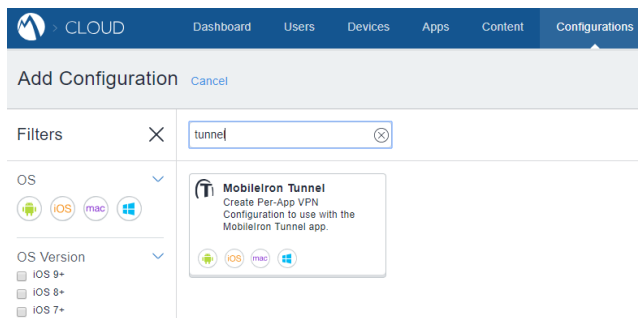 > CLOUD Dashboard Users Devices Apps Content Configurations
Add Configuration Cancel
Filters
tunnel
OS
iOS mac
OS Version
iOS 9+
iOS 8+
iOS 7+
MobileIron Tunnel
Create Per-App VPN
Configuration to use with the
MobileIron Tunnel app.
iOS mac